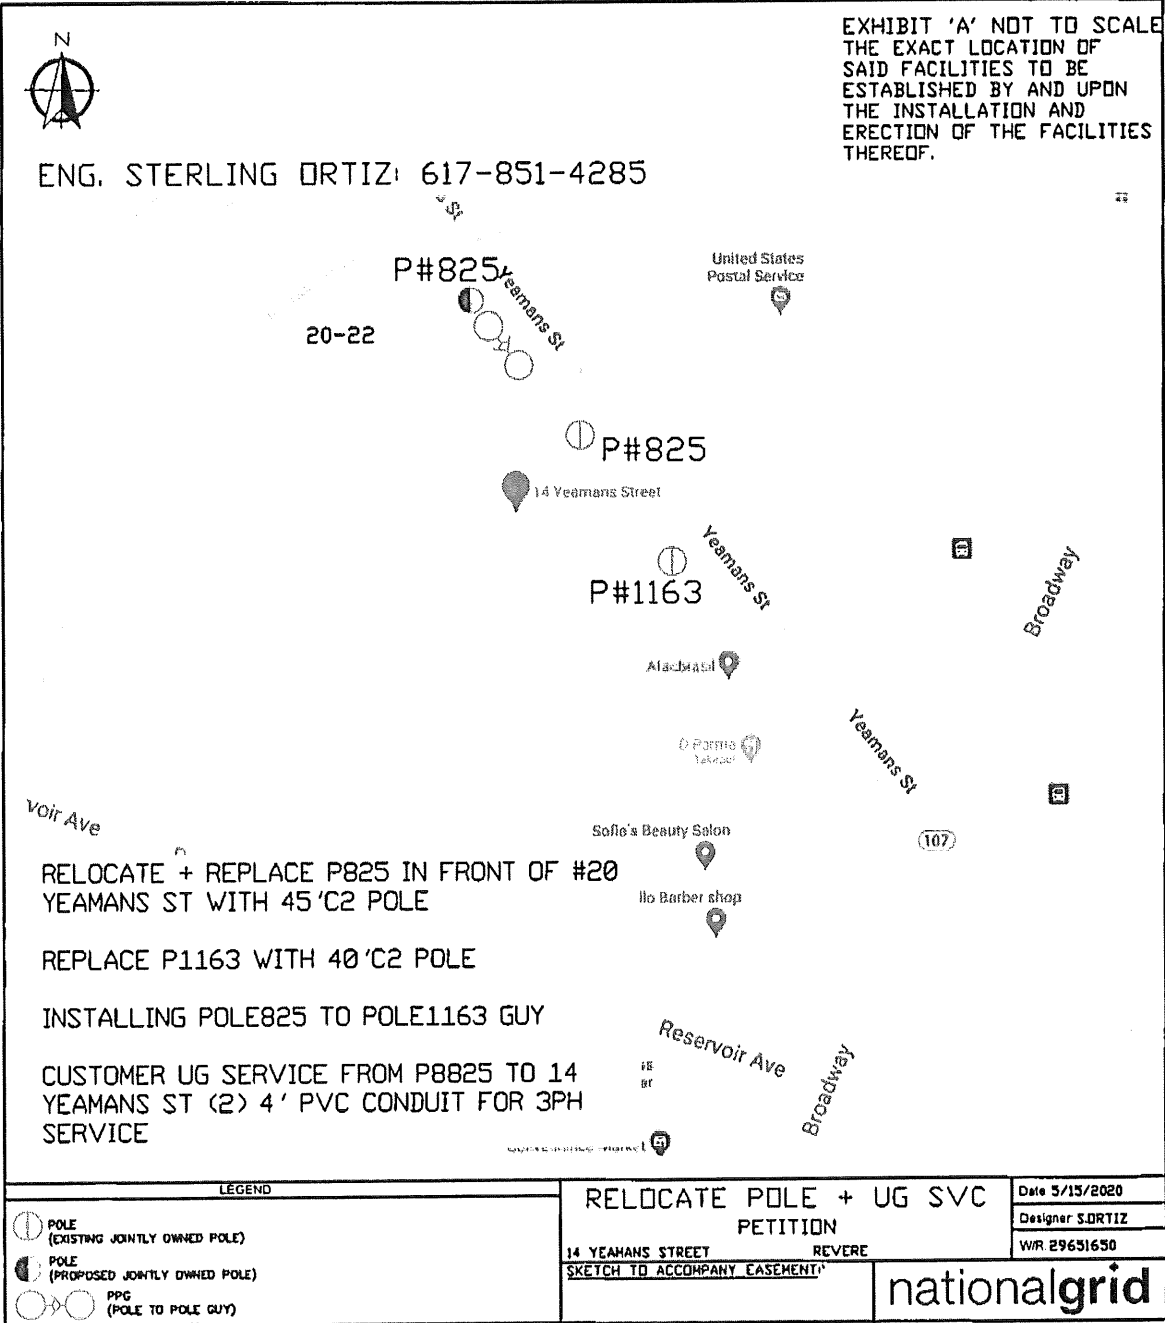 N
EXHIBIT 'A' NOT TO SCALE
THE EXACT LOCATION OF
SAID FACILITIES TO BE
ESTABLISHED BY AND UPON
THE INSTALLATION AND
ERECTION OF THE FACILITIES
THEREOF.
ENG. STERLING ORTIZ: 617-851-4285
P#825
Yeamans St
United States
Postal Service
20-22
P#825
14 Yeamans Street
Yeamans St
P#1163
Broadway
Yeamans St
D Parma
Takeout
voir Ave
Sofie's Beauty Salon
107
RELOCATE + REPLACE P825 IN FRONT OF #20
YEAMANS ST WITH 45'C2 POLE
Ilo Barber shop
REPLACE P1163 WITH 40'C2 POLE
INSTALLING POLE825 TO POLE1163 GUY
Reservoir Ave
Broadway
CUSTOMER UG SERVICE FROM P8825 TO 14
YEAMANS ST (2) 4' PVC CONDUIT FOR 3PH
SERVICE
LEGEND
POLE
(EXISTING JOINTLY OWNED POLE)
POLE
(PROPOSED JOINTLY OWNED POLE)
PPG
(POLE TO POLE GUY)
RELOCATE POLE + UG SVC
PETITION
14 YEAMANS STREET REVERE
SKETCH TO ACCOMPANY EASEMENT:
Date 5/15/2020
Designer S.ORTIZ
W/R 29651650
nationalgrid